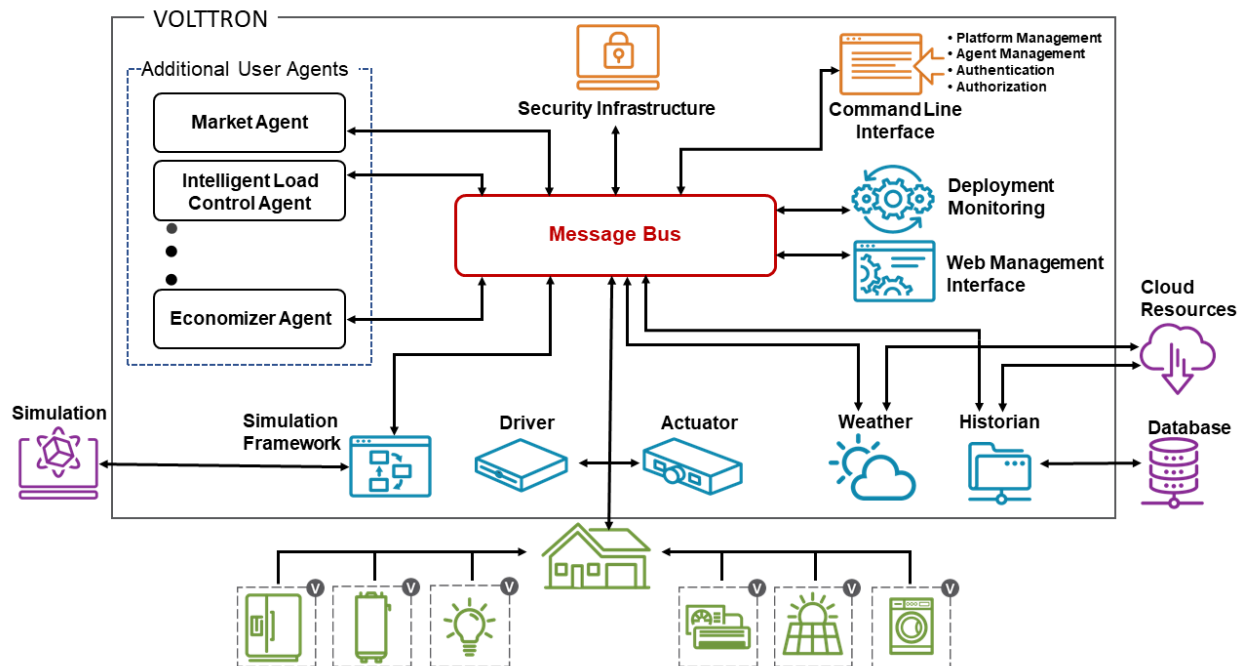 VOLTTRON
Additional User Agents
Market Agent
Intelligent Load
Control Agent
Economizer Agent
Security Infrastructure
• Platform Management
• Agent Management
• Authentication
• Authorization
Command Line
Interface
Message Bus
Deployment
Monitoring
Web Management
Interface
Cloud
Resources
Simulation
Simulation
Framework
Driver
Actuator
Weather
Historian
Database
V
V
V
V
V
V